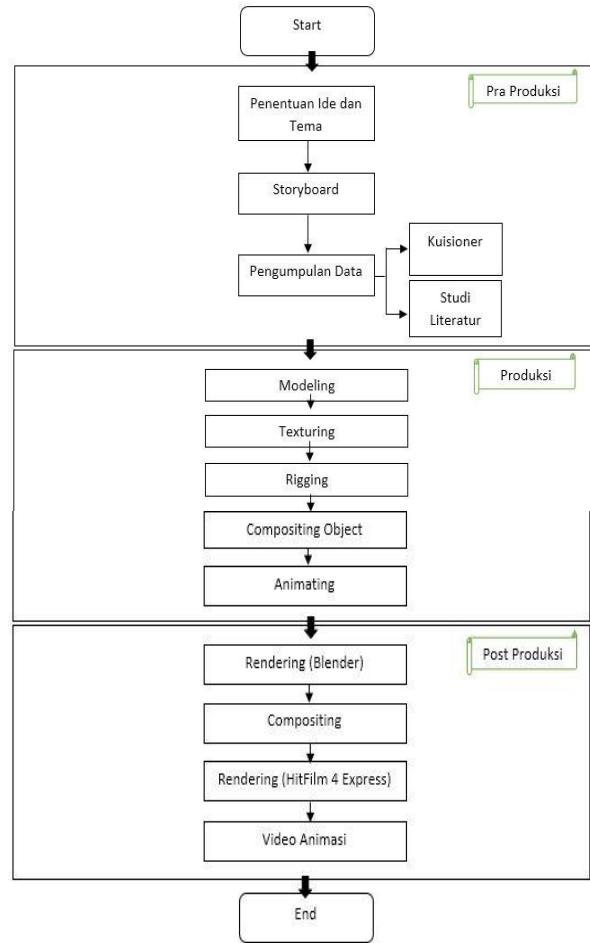 Start
Pra Produksi
Penentuan Ide dan
Tema
Storyboard
Pengumpulan Data
Kuisioner
Studi
Literatur
Produksi
Modeling
Texturing
Rigging
Compositing Object
Animating
Post Produksi
Rendering (Blender)
Compositing
Rendering (HitFilm 4 Express)
Video Animasi
End